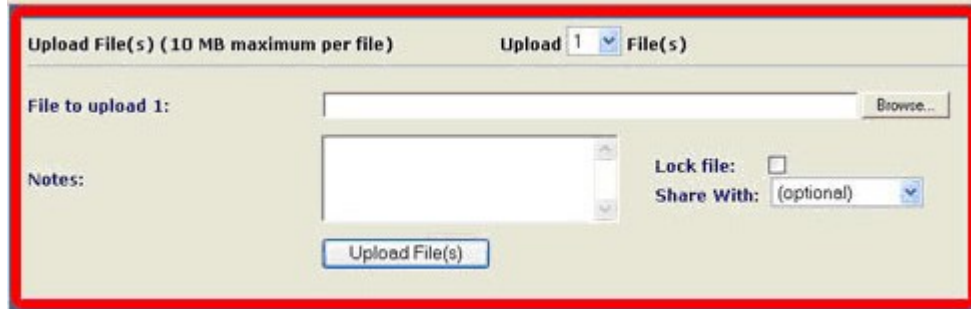 Upload File(s) (10 MB maximum per file) Upload 1 File(s)
File to upload 1: Browse...
Notes:
Lock file:
Share With: (optional)
Upload File(s)